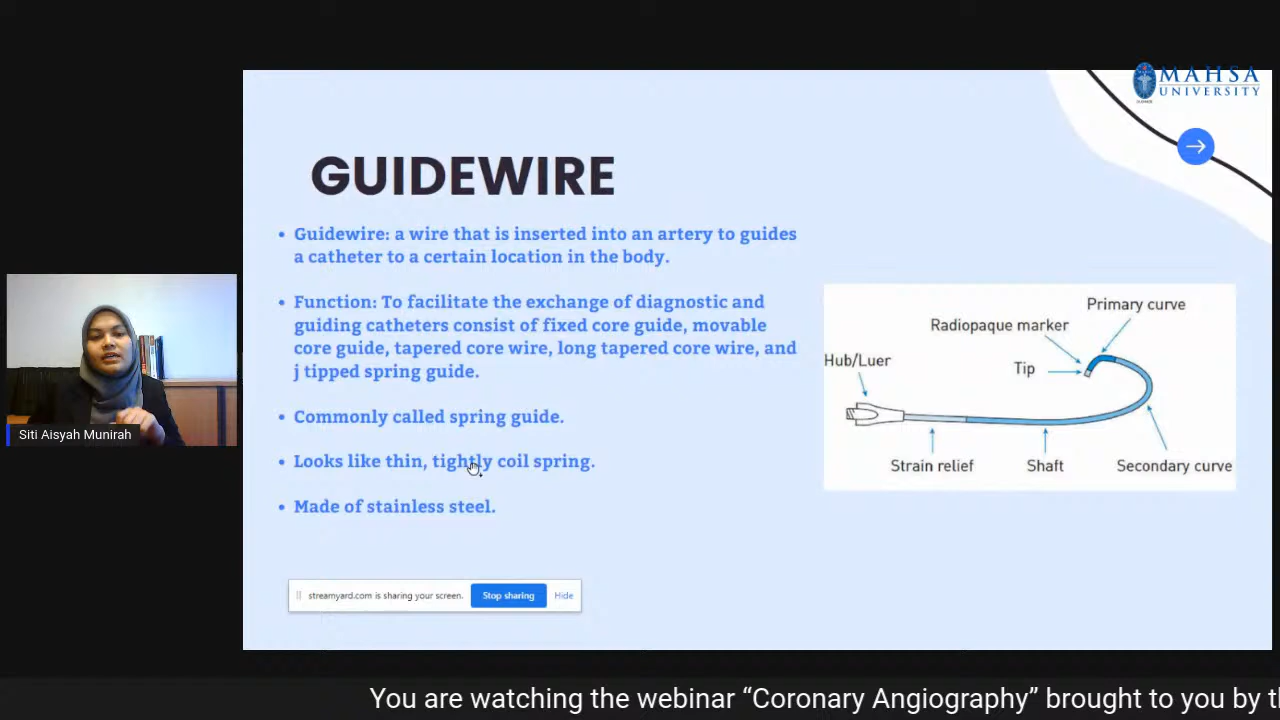 MAHSA
UNIVERSITY
GUIDEWIRE
• Guidewire: a wire that is inserted into an artery to guides
a catheter to a certain location in the body.
• Function: To facilitate the exchange of diagnostic and
guiding catheters consist of fixed core guide, movable
core guide, tapered core wire, long tapered core wire, and
j tipped spring guide.
• Commonly called spring guide.
• Looks like thin, tightly coil spring.
• Made of stainless steel.
Primary curve
Radiopaque marker
Hub/Luer
Tip
Strain relief
Shaft
Secondary curve
Siti Aisyah Munirah
streamyard.com is sharing your screen.
Stop sharing
Hide
You are watching the webinar “Coronary Angiography” brought to you by